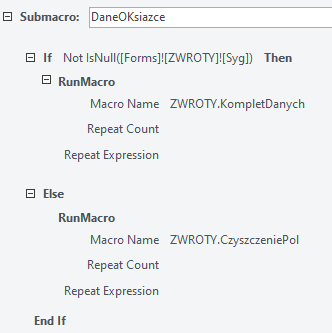 Submacro: DaneOKsiazce
If Not IsNull([Forms]![ZWROTY]![Syg]) Then
RunMacro
Macro Name ZWROTY.KompletDanych
Repeat Count
Repeat Expression
Else
RunMacro
Macro Name ZWROTY.CzyszczeniePol
Repeat Count
Repeat Expression
End If